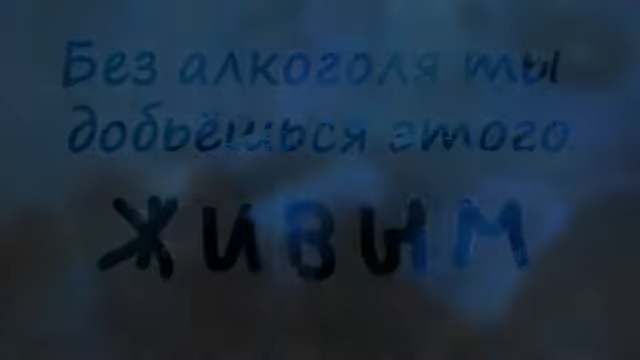 Без алкоголя ты
добьёшься этого
живым